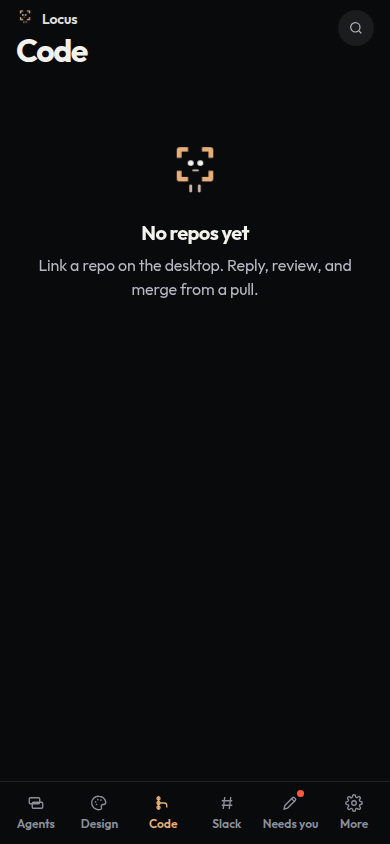 Locus
Code
No repos yet
Link a repo on the desktop. Reply, review, and
merge from a pull.
Agents
Design
Code
Slack
Needs you
More